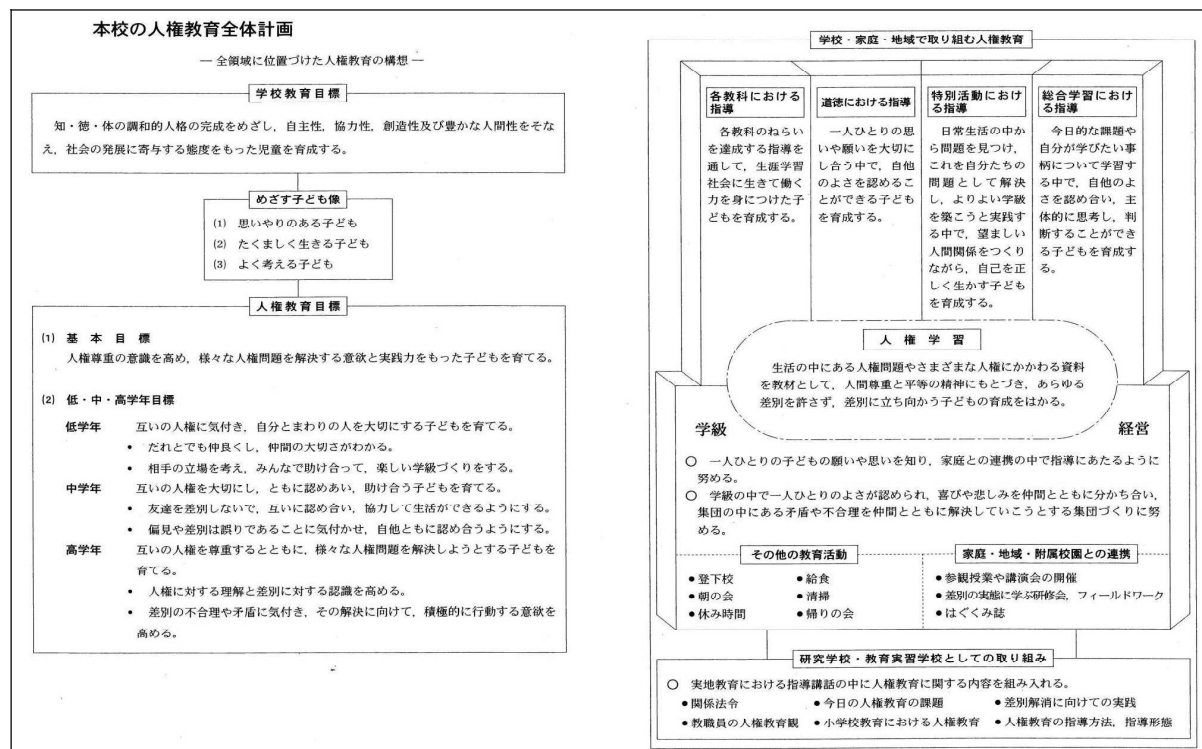 本校の人権教育全体計画
― 全領域に位置づけた人権教育の構想 ―
学校教育目標
知・徳・体の調和的人格の完成をめざし，自主性，協力性，創造性及び豊かな人間性をそな
え，社会の発展に寄与する態度をもった児童を育成する。
めざす子ども像
(1) 思いやりのある子ども
(2) たくましく生きる子ども
(3) よく考える子ども
人権教育目標
(1) 基本目標
人権尊重の意識を高め，様々な人権問題を解決する意欲と実践力をもった子どもを育てる。
(2) 低・中・高学年目標
低学年 互いの人権に気付き，自分とまわりの人を大切にする子どもを育てる。
• だれとでも仲良くし，仲間の大切さがわかる。
• 相手の立場を考え，みんなで助け合って，楽しい学級づくりをする。
中学年 互いの人権を大切にし，ともに認めあい，助け合う子どもを育てる。
• 友達を差別しないで，互いに認め合い，協力して生活ができるようにする。
• 偏見や差別は誤りであることに気付かせ，自他ともに認め合うようにする。
高学年 互いの人権を尊重するとともに，様々な人権問題を解決しようとする子どもを
育てる。
• 人権に対する理解と差別に対する認識を高める。
• 差別の不合理や矛盾に気付き，その解決に向けて，積極的に行動する意欲を
高める。
学校・家庭・地域で取り組む人権教育
各教科における
指導
各教科のねらい
を達成する指導を
通して，生涯学習
社会に生きて働く
力を身につけた子
どもを育成する。
道徳における指導
一人ひとりの思
いや願いを大切に
し合う中で，自他
のよさを認めるこ
とができる子ども
を育成する。
特別活動におけ
る指導
日常生活の中か
ら問題を見つけ，
これを自分たちの
問題として解決
し，よりよい学級
を築こうと実践す
る中で，望ましい
人間関係をつくり
ながら，自己を正
しく生かす子ども
を育成する。
総合学習におけ
る指導
今日的な課題や
自分が学びたい事
柄について学習す
る中で，自他のよ
さを認め合い，主
体的に思考し，判
断することができ
る子どもを育成す
る。
人権学習
生活の中にある人権問題やさまざまな人権にかかわる資料
を教材として，人間尊重と平等の精神にもとづき，あらゆる
差別を許さず，差別に立ち向かう子どもの育成をはかる。
学級 経営
○ 一人ひとりの子どもの願いや思いを知り，家庭との連携の中で指導にあたるように
努める。
○ 学級の中で一人ひとりのよさが認められ，喜びや悲しみを仲間とともに分かち合い，
集団の中にある矛盾や不合理を仲間とともに解決していこうとする集団づくりに努
める。
その他の教育活動
● 登下校 ● 給食
● 朝の会 ● 清掃
● 休み時間 ● 帰りの会
家庭・地域・附属校園との連携
● 参観授業や講演会の開催
● 差別の実態に学ぶ研修会，フィールドワーク
● はぐくみ誌
研究学校・教育実習学校としての取り組み
○ 実地教育における指導講話の中に人権教育に関する内容を組み入れる。
● 関係法令 ● 今日の人権教育の課題 ● 差別解消に向けての実践
● 教職員の人権教育観 ● 小学校教育における人権教育 ● 人権教育の指導方法，指導形態